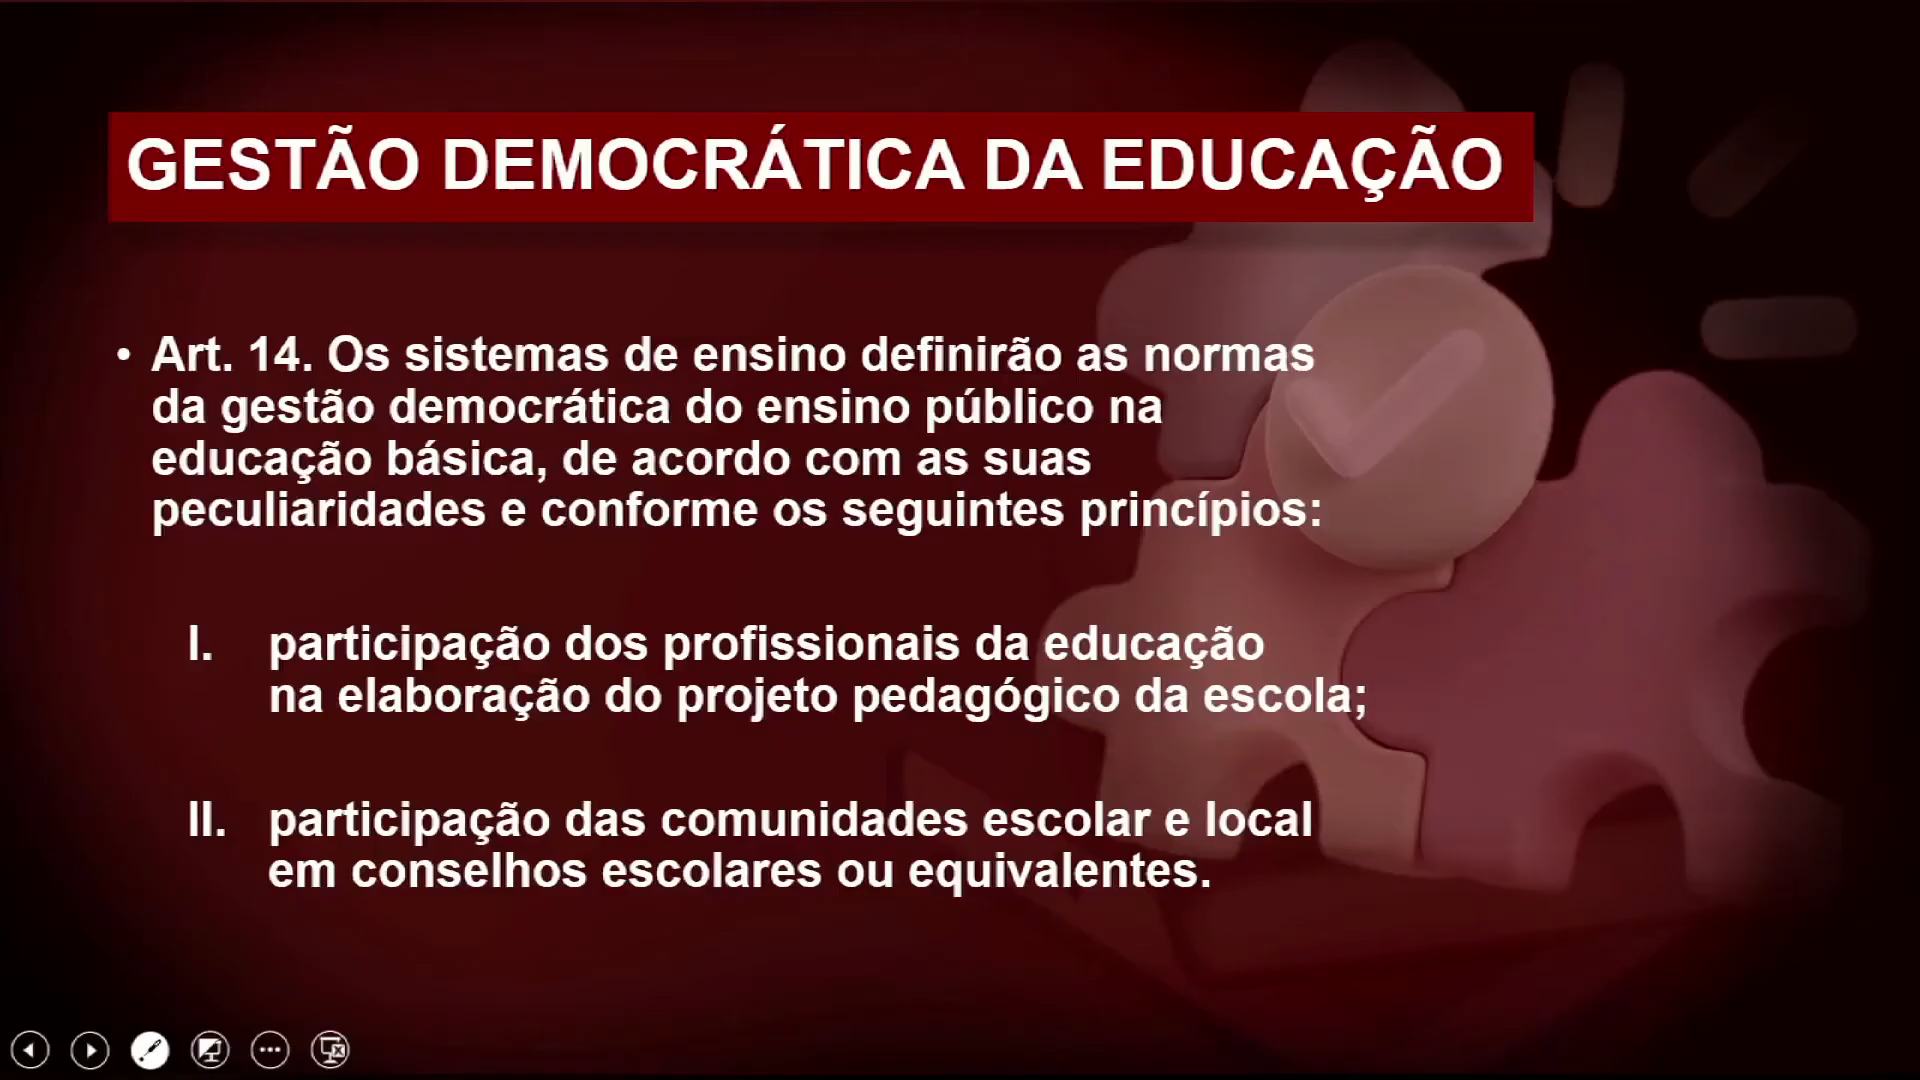 GESTÃO DEMOCRÁTICA DA EDUCAÇÃO
• Art. 14. Os sistemas de ensino definirão as normas
da gestão democrática do ensino público na
educação básica, de acordo com as suas
peculiaridades e conforme os seguintes princípios:
I. participação dos profissionais da educação
na elaboração do projeto pedagógico da escola;
II. participação das comunidades escolar e local
em conselhos escolares ou equivalentes.